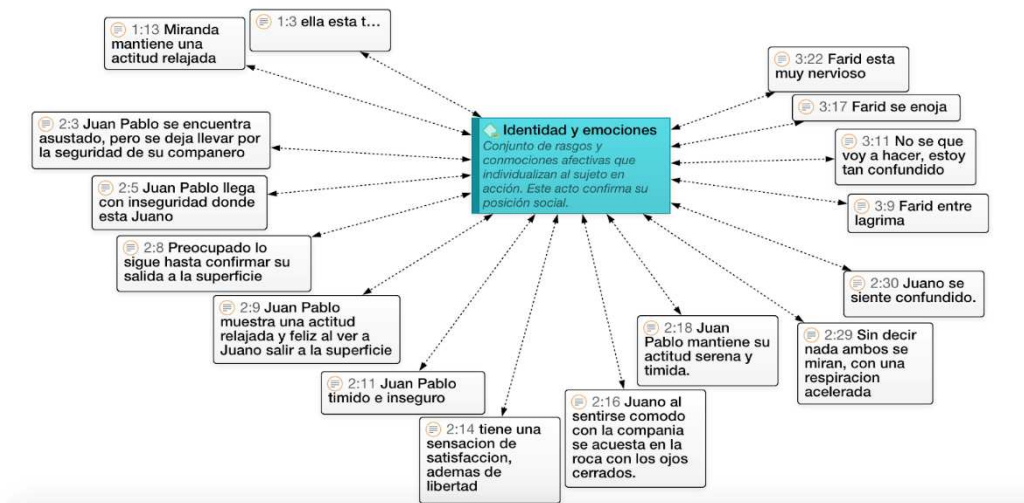 1:3 ella esta t...
1:13 Miranda
mantiene una
actitud relajada
3:22 Farid esta
muy nervioso
3:17 Farid se enoja
2:3 Juan Pablo se encuentra
asustado, pero se deja llevar por
la seguridad de su companero
Identidad y emociones
Conjunto de rasgos y
conmociones afectivas que
individualizan al sujeto en
acción. Este acto confirma su
posición social.
3:11 No se que
voy a hacer, estoy
tan confundido
2:5 Juan Pablo llega
con inseguridad donde
esta Juano
3:9 Farid entre
lagrima
2:8 Preocupado lo
sigue hasta confirmar su
salida a la superficie
2:30 Juano se
siente confundido.
2:9 Juan Pablo
muestra una actitud
relajada y feliz al ver a
Juano salir a la superficie
2:18 Juan
Pablo mantiene su
actitud serena y
timida.
2:29 Sin decir
nada ambos se
miran, con una
respiracion
acelerada
2:11 Juan Pablo
timido e inseguro
2:14 tiene una
sensacion de
satisfaccion,
ademas de
libertad
2:16 Juano al
sentirse comodo
con la compania
se acuesta en la
roca con los ojos
cerrados.